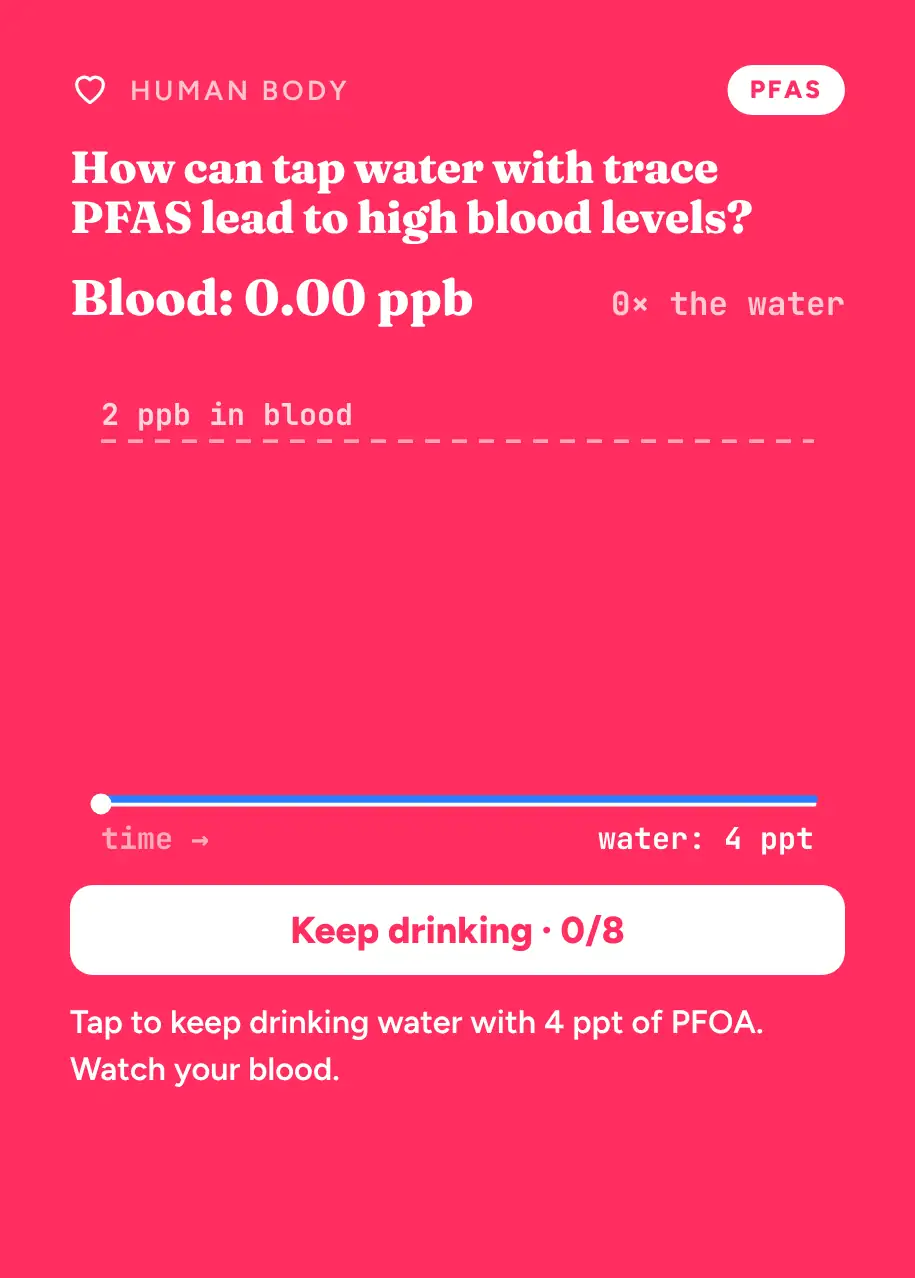 HUMAN BODY
PFAS
How can tap water with trace
PFAS lead to high blood levels?
Blood: 0.00 ppb
0× the water
2 ppb in blood
time →
water: 4 ppt
Keep drinking · 0/8
Tap to keep drinking water with 4 ppt of PFOA.
Watch your blood.